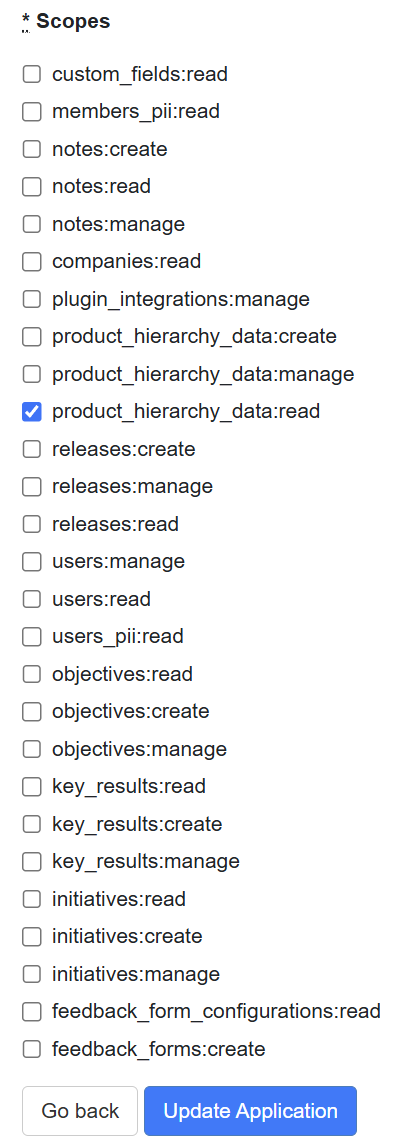 * Scopes
custom_fields:read
members_pii:read
notes:create
notes:read
notes:manage
companies:read
plugin_integrations:manage
product_hierarchy_data:create
product_hierarchy_data:manage
product_hierarchy_data:read
releases:create
releases:manage
releases:read
users:manage
users:read
users_pii:read
objectives:read
objectives:create
objectives:manage
key_results:read
key_results:create
key_results:manage
initiatives:read
initiatives:create
initiatives:manage
feedback_form_configurations:read
feedback_forms:create
Go back Update Application